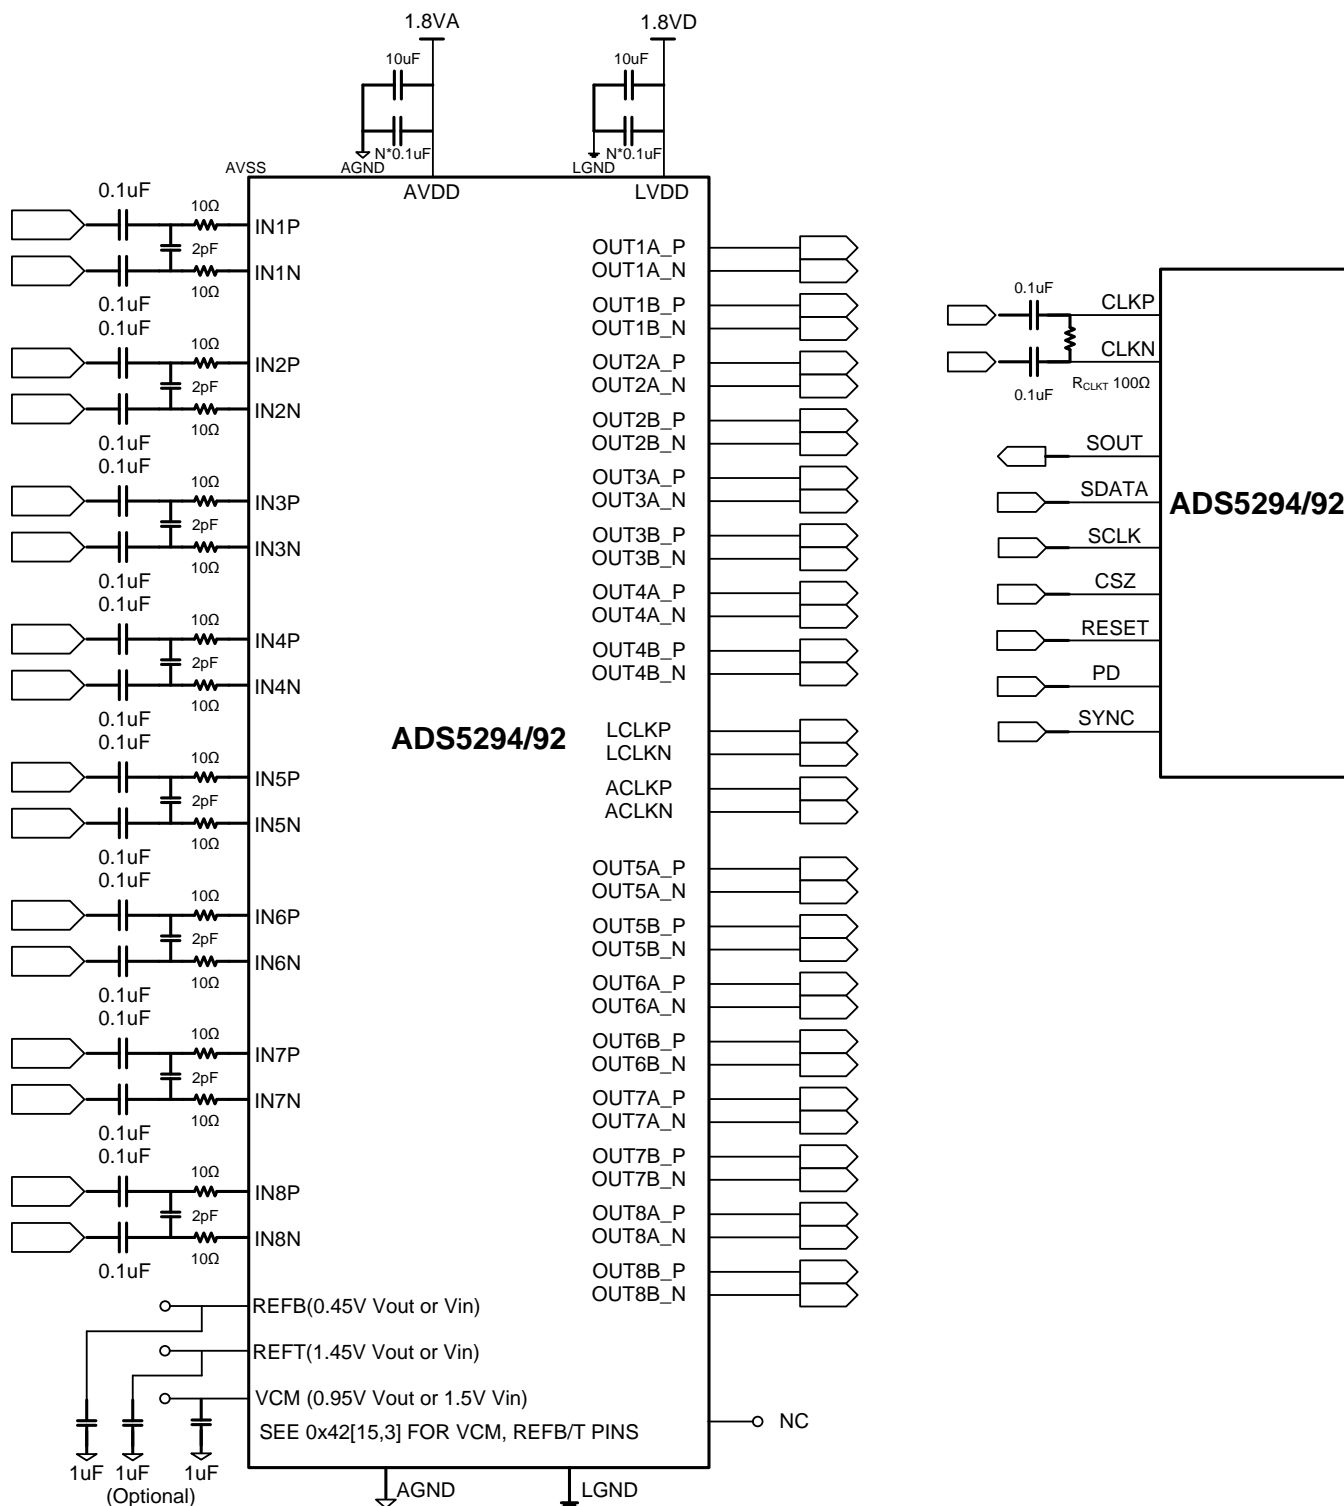 1.8VA
1.8VD
10uF
10uF
N*0.1uF
N*0.1uF
AVSS
AGND
LGND
AVDD
LVDD
0.1uF
10Ω
IN1P
2pF
IN1N
10Ω
0.1uF
0.1uF
10Ω
IN2P
2pF
IN2N
10Ω
0.1uF
0.1uF
10Ω
IN3P
2pF
IN3N
10Ω
0.1uF
0.1uF
10Ω
IN4P
2pF
IN4N
10Ω
0.1uF
0.1uF
10Ω
IN5P
2pF
IN5N
10Ω
0.1uF
0.1uF
10Ω
IN6P
2pF
IN6N
10Ω
0.1uF
0.1uF
10Ω
IN7P
2pF
IN7N
10Ω
0.1uF
0.1uF
10Ω
IN8P
2pF
IN8N
10Ω
0.1uF
REFB(0.45V Vout or Vin)
REFT(1.45V Vout or Vin)
VCM (0.95V Vout or 1.5V Vin)
SEE 0x42[15,3] FOR VCM, REFB/T PINS
1uF
1uF
1uF
(Optional)
AGND
LGND
ADS5294/92
OUT1A_P
OUT1A_N
OUT1B_P
OUT1B_N
OUT2A_P
OUT2A_N
OUT2B_P
OUT2B_N
OUT3A_P
OUT3A_N
OUT3B_P
OUT3B_N
OUT4A_P
OUT4A_N
OUT4B_P
OUT4B_N
LCLKP
LCLKN
ACLKP
ACLKN
OUT5A_P
OUT5A_N
OUT5B_P
OUT5B_N
OUT6A_P
OUT6A_N
OUT6B_P
OUT6B_N
OUT7A_P
OUT7A_N
OUT7B_P
OUT7B_N
OUT8A_P
OUT8A_N
OUT8B_P
OUT8B_N
NC
0.1uF
CLKP
CLKN
0.1uF
RCLKT 100Ω
SOUT
SDATA
SCLK
CSZ
RESET
PD
SYNC
ADS5294/92